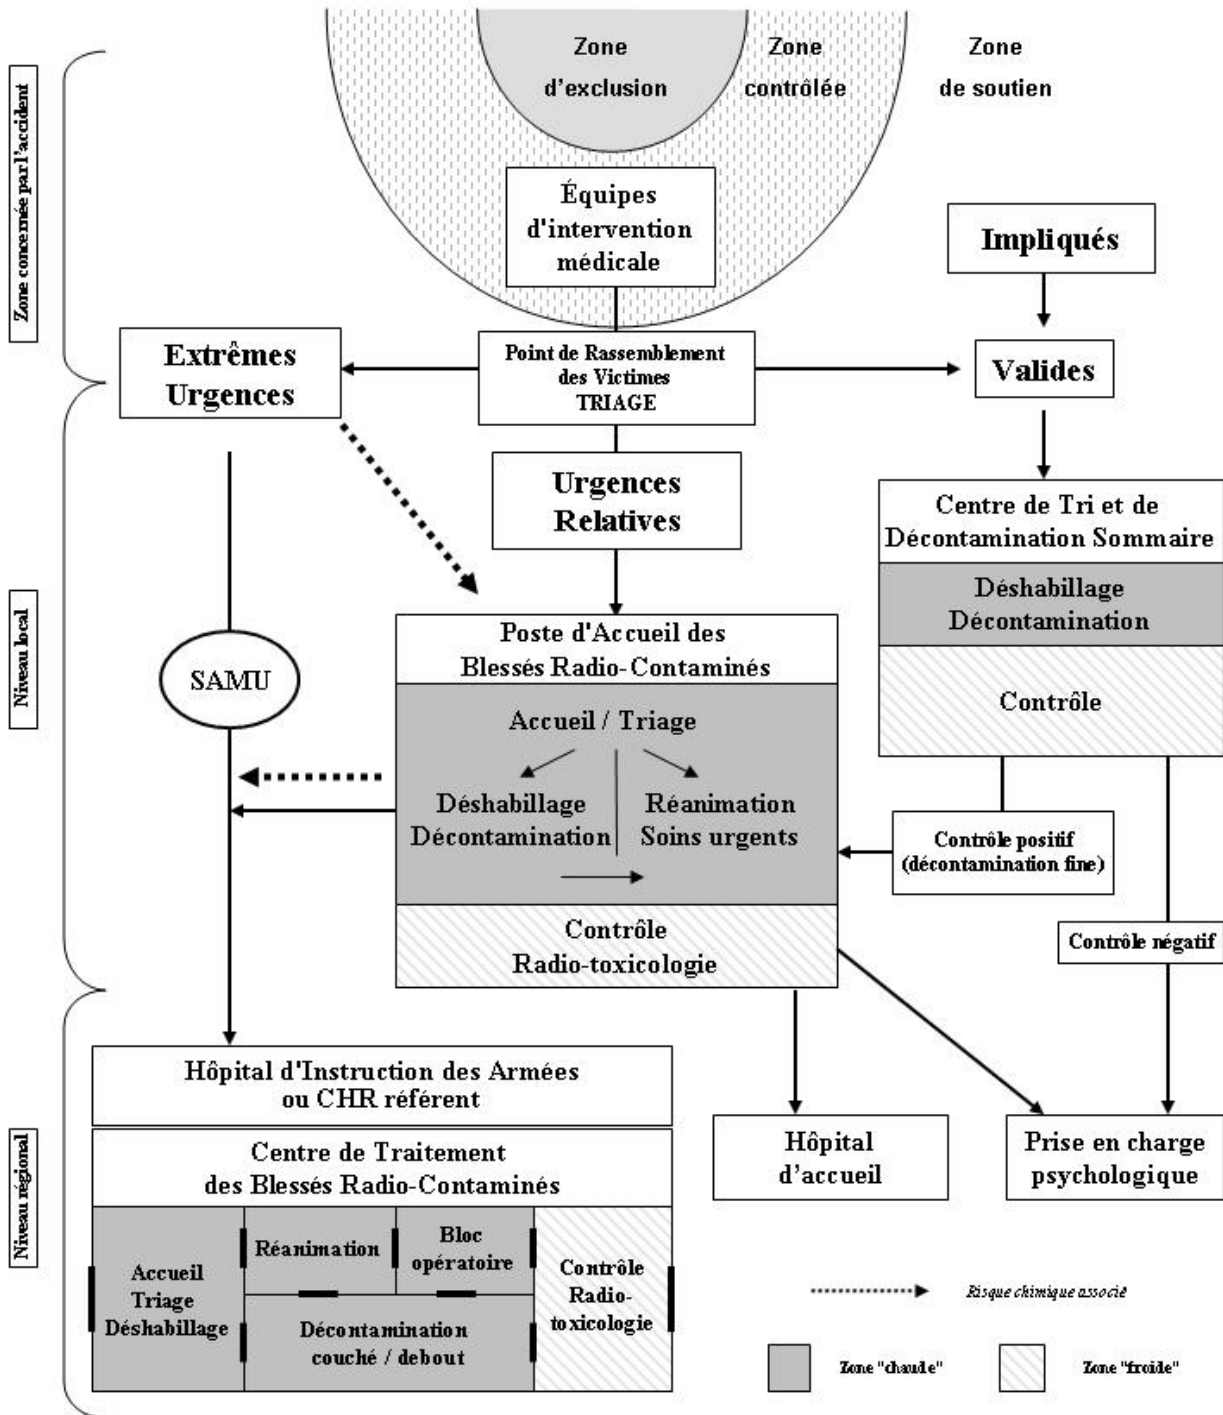 Zone
d'exclusion
Zone
contrôlée
Zone
de soutien
Zone concernée par l'accident
Équipes
d'intervention
médicale
Impliqués
Extrêmes
Urgences
Point de Rassemblement
des Victimes
TRIAGE
Valides
Niveau local
Urgences
Relatives
Centre de Tri et de
Décontamination Sommaire
Déshabillage
Décontamination
Contrôle
SAMU
Poste d'Accueil des
Blessés Radio-Contaminés
Accueil / Triage
Déshabillage
Décontamination
Réanimation
Soins urgents
Contrôle
Radio-toxicologie
Contrôle positif
(décontamination fine)
Contrôle négatif
Niveau régional
Hôpital d'Instruction des Armées
ou CHR référent
Centre de Traitement
des Blessés Radio-Contaminés
Accueil
Triage
Déshabillage
Réanimation
Bloc
opératoire
Décontamination
couché / debout
Contrôle
Radio-
toxicologie
Hôpital
d’accueil
Prise en charge
psychologique
Risque chimique associé
Zone "chaude"
Zone "froide"